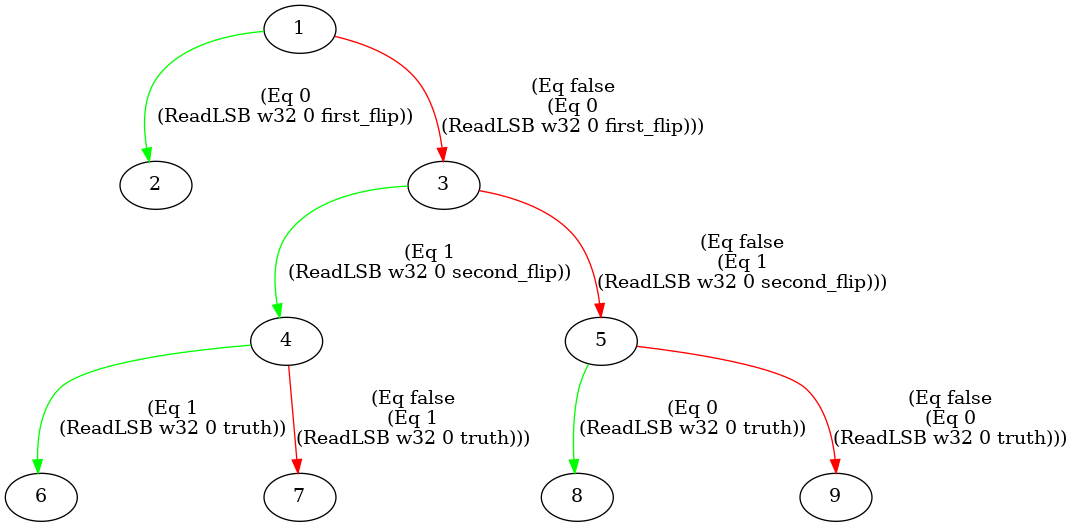 1
(Eq 0
(ReadLSB w32 0 first_flip))
(Eq false
(Eq 0
(ReadLSB w32 0 first_flip)))
2
3
(Eq 1
(ReadLSB w32 0 second_flip))
(Eq false
(Eq 1
(ReadLSB w32 0 second_flip)))
4
5
(Eq 1
(ReadLSB w32 0 truth))
(Eq false
(Eq 1
(ReadLSB w32 0 truth)))
(Eq 0
(ReadLSB w32 0 truth))
(Eq false
(Eq 0
(ReadLSB w32 0 truth)))
6
7
8
9